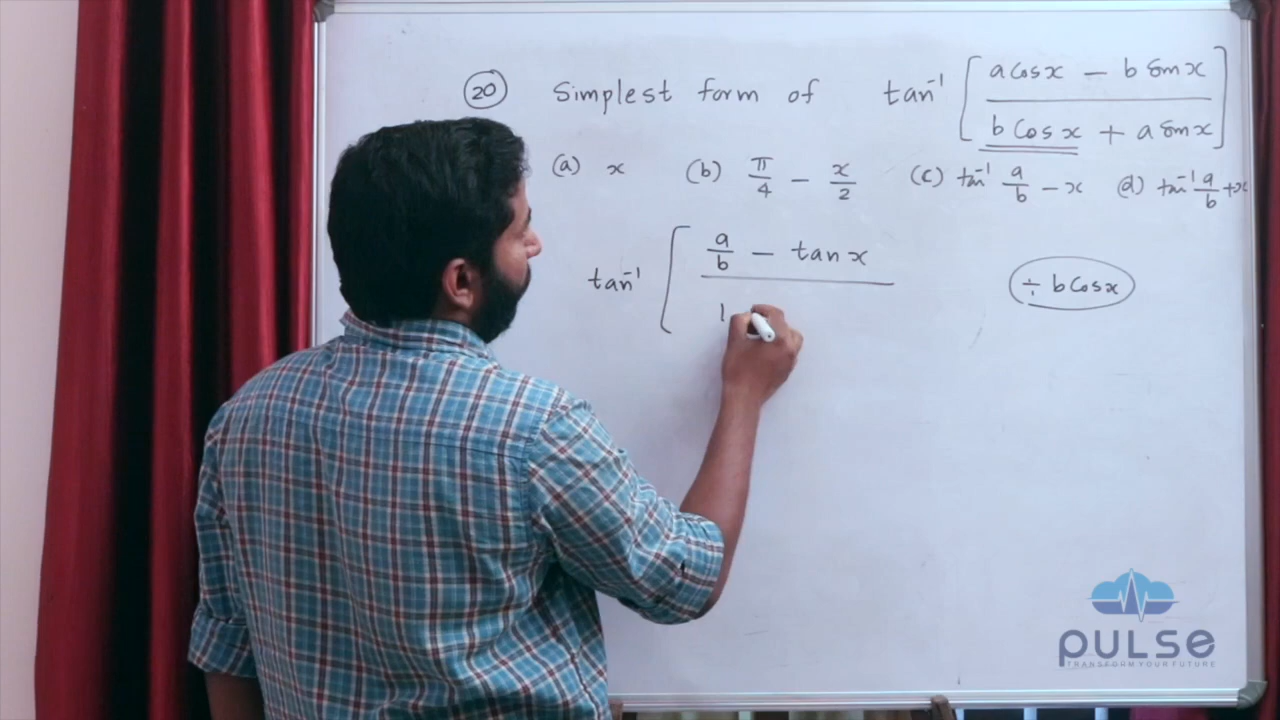 20 Simplest form of tan⁻¹ [ (a cos x − b sin x) / (b cos x + a sin x) ]
(a) x (b) π/4 − x/2 (c) tan⁻¹ a/b − x (d) tan⁻¹ a/b + x
tan⁻¹ [ a/b − tan x
÷ b cos x
1
PULSE
TRANSFORM YOUR FUTURE